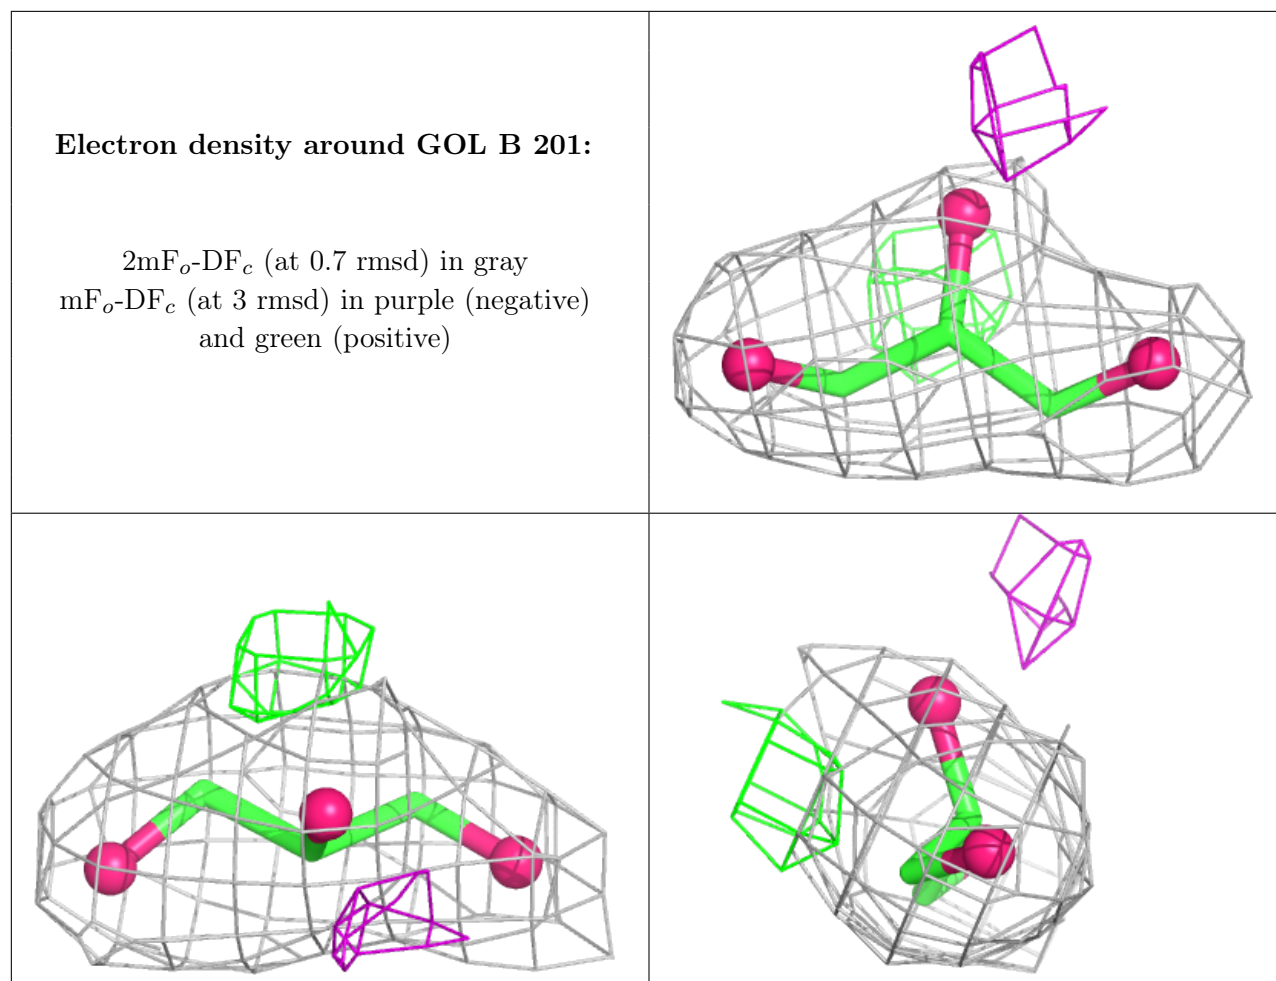 Electron density around GOL B 201:
2mFₒ-DF𝒸 (at 0.7 rmsd) in gray
mFₒ-DF𝒸 (at 3 rmsd) in purple (negative)
and green (positive)